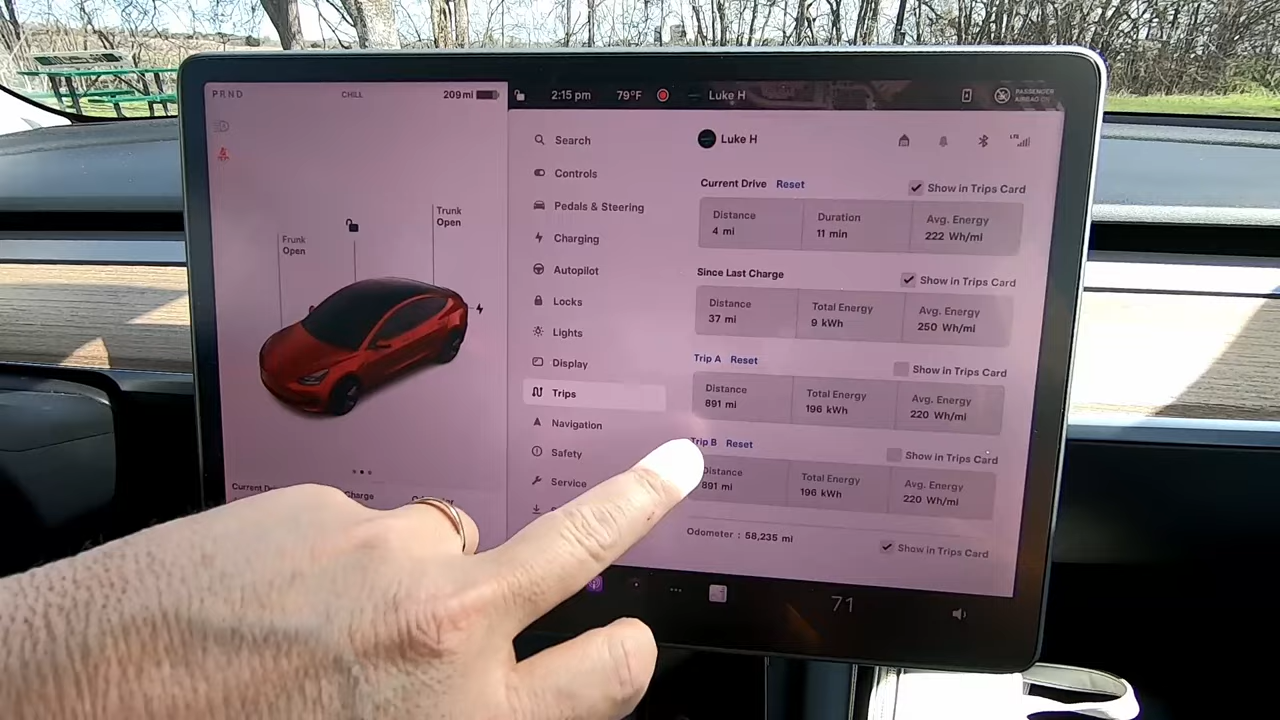 PRND CHILL 209 mi
2:15 pm 79°F Luke H
PASSENGER
AIRBAG ON
Search
Controls
Pedals & Steering
Charging
Autopilot
Locks
Lights
Display
Trips
Navigation
Safety
Service
Frunk
Open
Trunk
Open
Luke H
LTE
Current Drive Reset
Show in Trips Card
Distance
4 mi
Duration
11 min
Avg. Energy
222 Wh/mi
Since Last Charge
Show in Trips Card
Distance
37 mi
Total Energy
9 kWh
Avg. Energy
250 Wh/mi
Trip A Reset
Show in Trips Card
Distance
891 mi
Total Energy
196 kWh
Avg. Energy
220 Wh/mi
Trip B Reset
Show in Trips Card
Distance
891 mi
Total Energy
196 kWh
Avg. Energy
220 Wh/mi
Odometer : 58,235 mi
Show in Trips Card
71